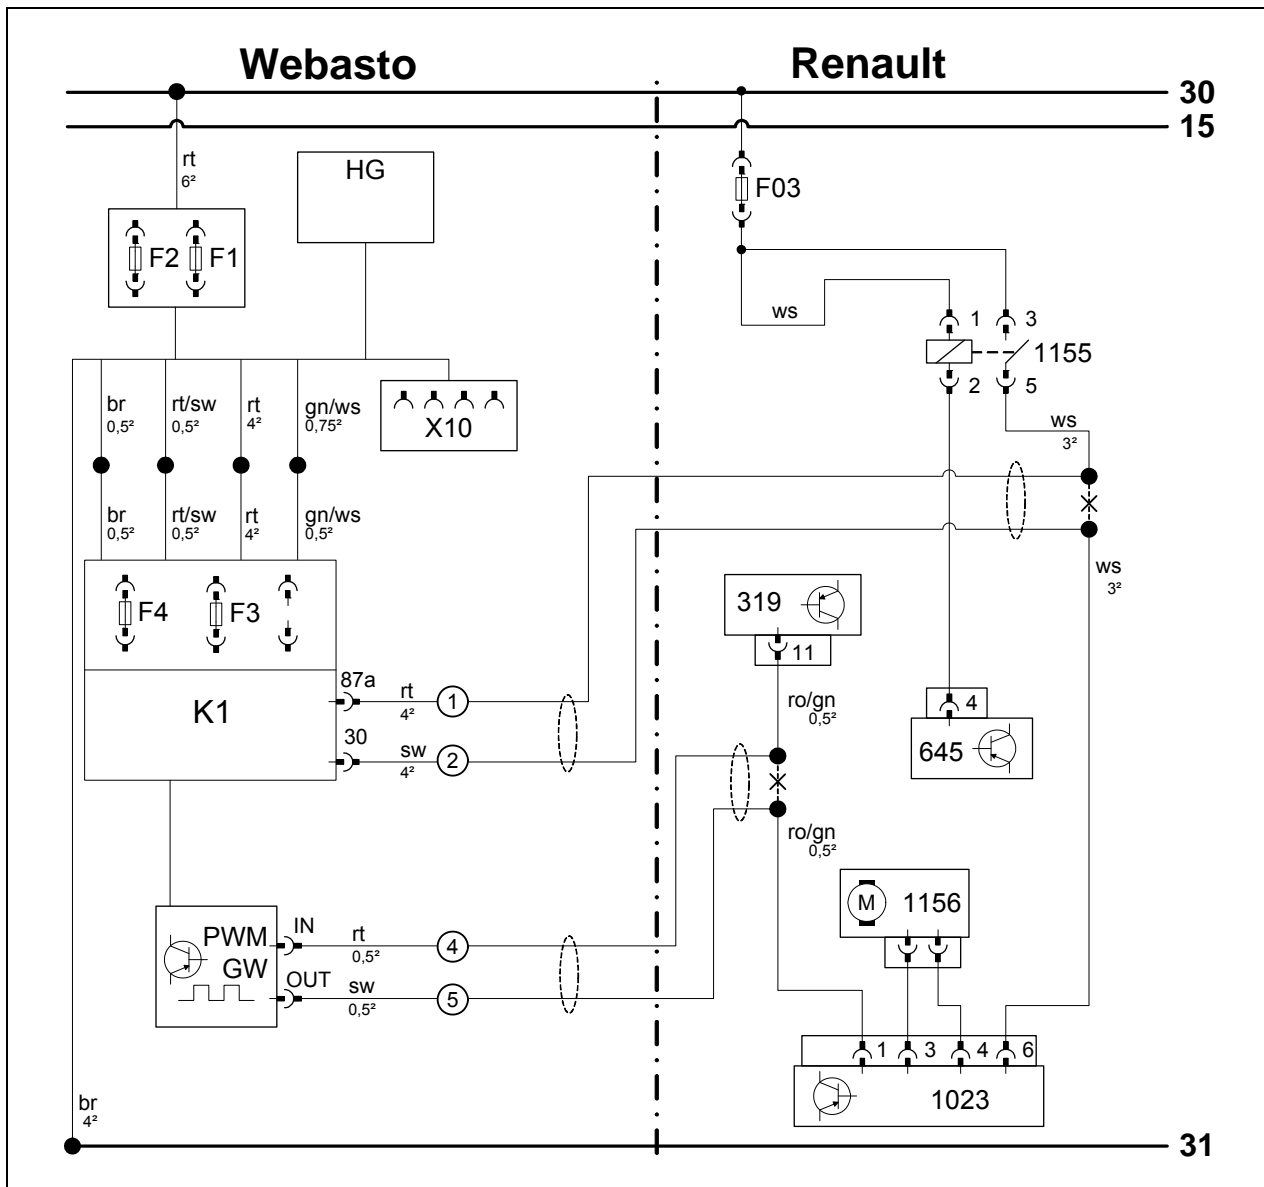 Webasto
Renault
30
15
rt
6²
HG
F03
F2
F1
ws
1
3
1155
2
5
br
0,5²
rt/sw
0,5²
rt
4²
gn/ws
0,75²
X10
ws
3²
br
0,5²
rt/sw
0,5²
rt
4²
gn/ws
0,5²
ws
3²
F4
F3
319
11
87a
rt
4²
1
K1
ro/gn
0,5²
4
30
sw
4²
2
645
ro/gn
0,5²
M
1156
PWM
GW
IN
rt
0,5²
4
OUT
sw
0,5²
5
1
3
4
6
1023
br
4²
31